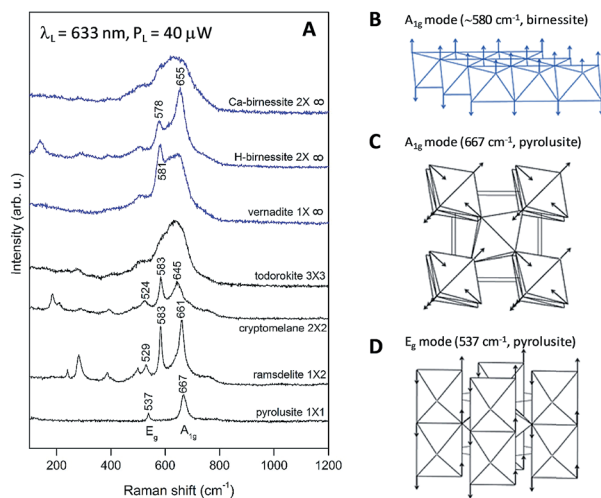 A
λL = 633 nm, PL = 40 μW
Ca-birnessite 2X ∞
655
578
H-birnessite 2X ∞
581
vernadite 1X ∞
todorokite 3X3
583
645
524
cryptomelane 2X2
583
661
529
ramsdelite 1X2
667
537
pyrolusite 1X1
Eg
A1g
200 400 600 800 1000 1200
Raman shift (cm-1)
Intensity (arb. u.)
B
A1g mode (~580 cm-1, birnessite)
C
A1g mode (667 cm-1, pyrolusite)
D
Eg mode (537 cm-1, pyrolusite)